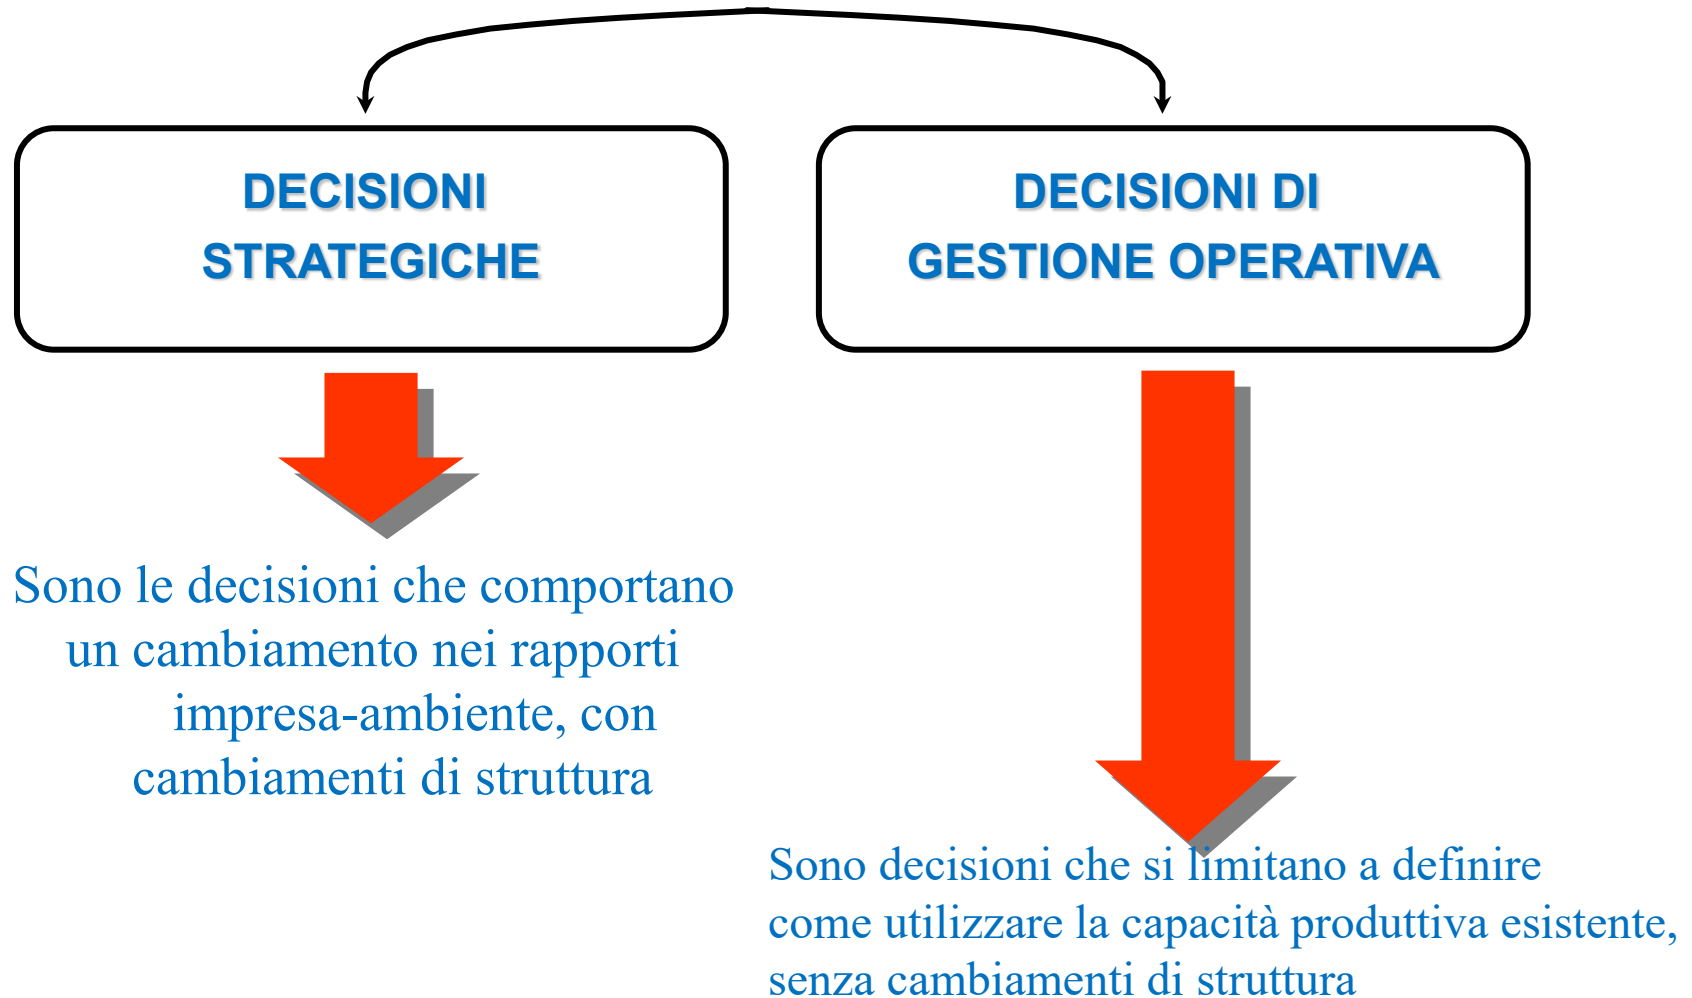 DECISIONI
STRATEGICHE
DECISIONI DI
GESTIONE OPERATIVA
Sono le decisioni che comportano
un cambiamento nei rapporti
impresa-ambiente, con
cambiamenti di struttura
Sono decisioni che si limitano a definire
come utilizzare la capacità produttiva esistente,
senza cambiamenti di struttura